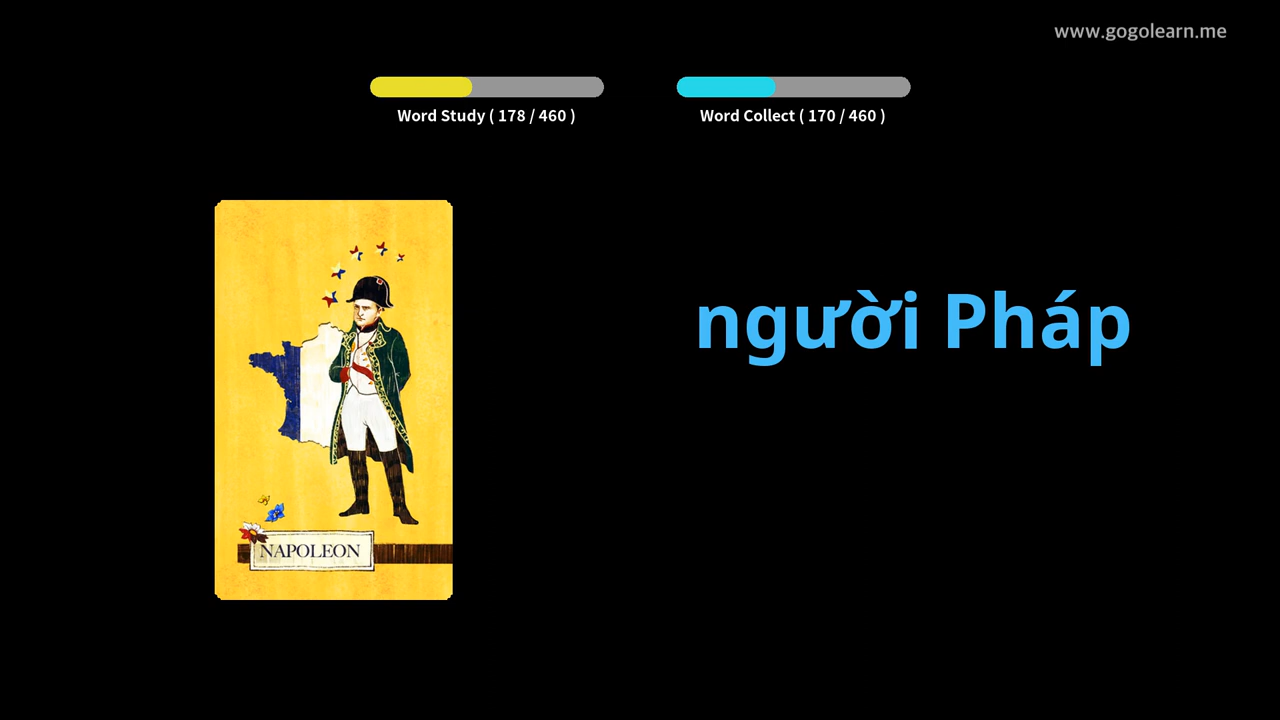 www.gogolearn.me
Word Study ( 178 / 460 )
Word Collect ( 170 / 460 )
người Pháp
NAPOLEON